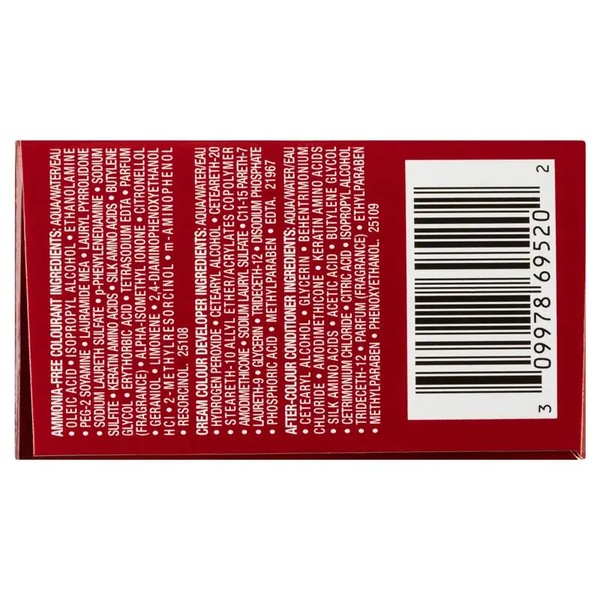 AMMONIA-FREE COLOURANT INGREDIENTS: AQUA/WATER/EAU
• OLEIC ACID • ISOPROPYL ALCOHOL • ETHANOLAMINE
• PEG-2 SOYAMINE • LAURAMIDE MEA • LAURYL PYRROLIDONE
• SODIUM LAURETH SULFATE • p-PHENYLENEDIAMINE • SODIUM
SULFITE • KERATIN AMINO ACIDS • SILK AMINO ACIDS • BUTYLENE
GLYCOL • ERYTHORBIC ACID • TETRASODIUM EDTA • PARFUM
(FRAGRANCE) • ALPHA-ISOMETHYL IONONE • CITRONELLOL
• GERANIOL • LIMONENE • 2,4-DIAMINOPHENOXYETHANOL
HCl • 2-METHYLRESORCINOL • m-AMINOPHENOL
• RESORCINOL. 25108
CREAM COLOUR DEVELOPER INGREDIENTS: AQUA/WATER/EAU
• HYDROGEN PEROXIDE • CETEARYL ALCOHOL • CETEARETH-20
STEARETH-10 ALLYL ETHER/ACRYLATES COPOLYMER
• AMODIMETHICONE • SODIUM LAURYL SULFATE • C11-15 PARETH-7
LAURETH-9 • GLYCERIN • TRIDECETH-12 • DISODIUM PHOSPHATE
• PHOSPHORIC ACID • METHYLPARABEN • EDTA. 21967
AFTER-COLOUR CONDITIONER INGREDIENTS: AQUA/WATER/EAU
• CETEARYL ALCOHOL • GLYCERIN • BEHENTRIMONIUM
CHLORIDE • AMODIMETHICONE • KERATIN AMINO ACIDS
• SILK AMINO ACIDS • ACETIC ACID • BUTYLENE GLYCOL
• CETRIMONIUM CHLORIDE • CITRIC ACID • ISOPROPYL ALCOHOL
• TRIDECETH-12 • PARFUM (FRAGRANCE) • ETHYLPARABEN
• METHYLPARABEN • PHENOXYETHANOL. 25109
3 09978 69520 2